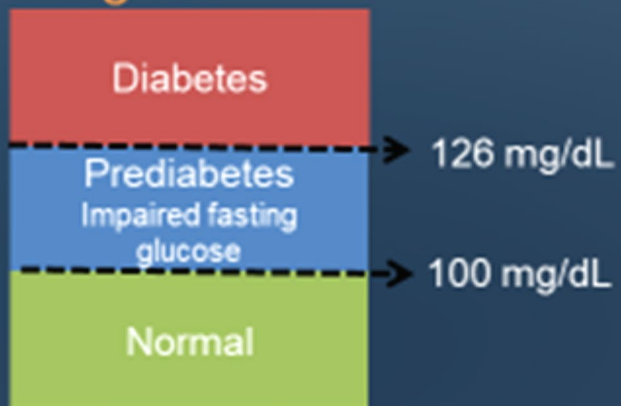 Diabetes
126 mg/dL
Prediabetes
Impaired fasting
glucose
100 mg/dL
Normal